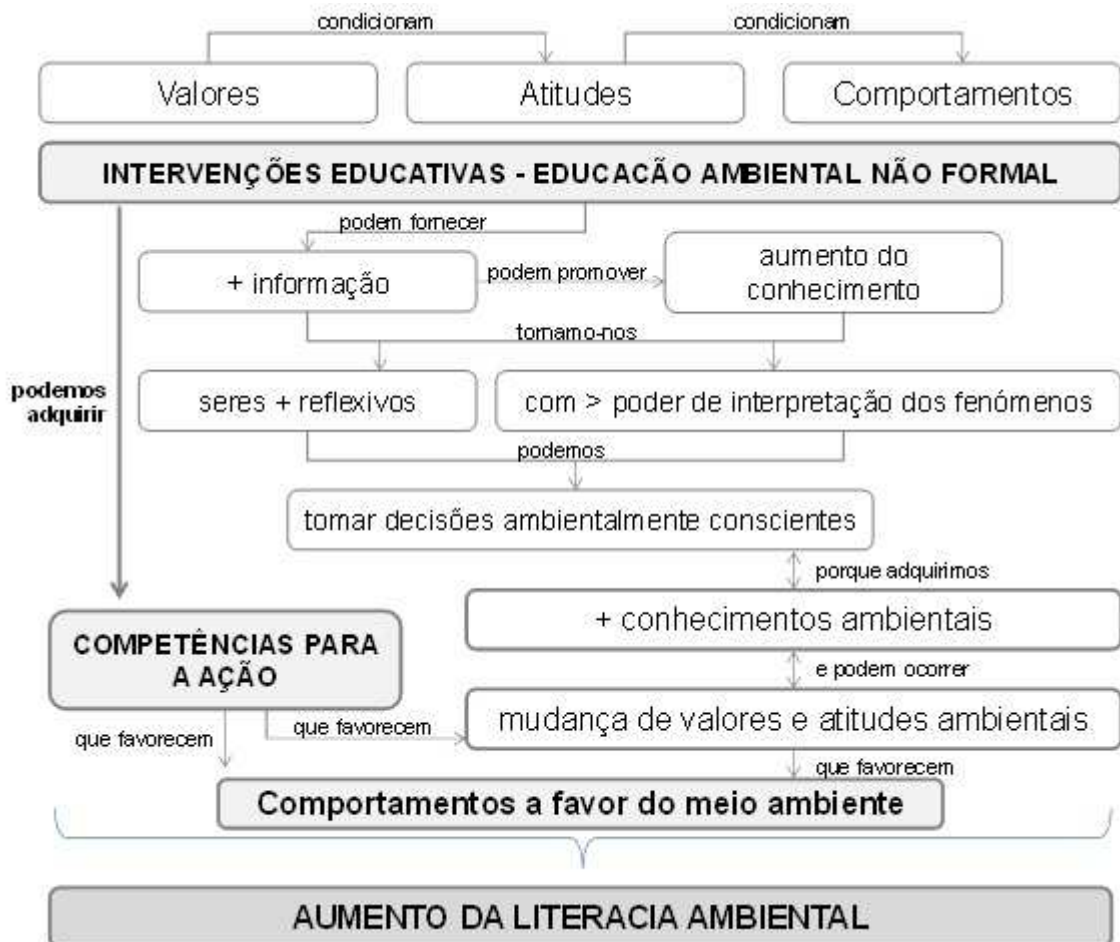 condicionam
condicionam
Valores
Atitudes
Comportamentos
INTERVENÇÕES EDUCATIVAS - EDUCACÃO AMBIENTAL NÃO FORMAL
podem fornecer
+ informação
podem promover
aumento do
conhecimento
tornamo-nos
podemos
adquirir
seres + reflexivos
com > poder de interpretação dos fenómenos
podemos
tomar decisões ambientalmente conscientes
porque adquirimos
+ conhecimentos ambientais
COMPETÊNCIAS PARA
A AÇÃO
e podem ocorrer
mudança de valores e atitudes ambientais
que favorecem
que favorecem
que favorecem
Comportamentos a favor do meio ambiente
AUMENTO DA LITERACIA AMBIENTAL